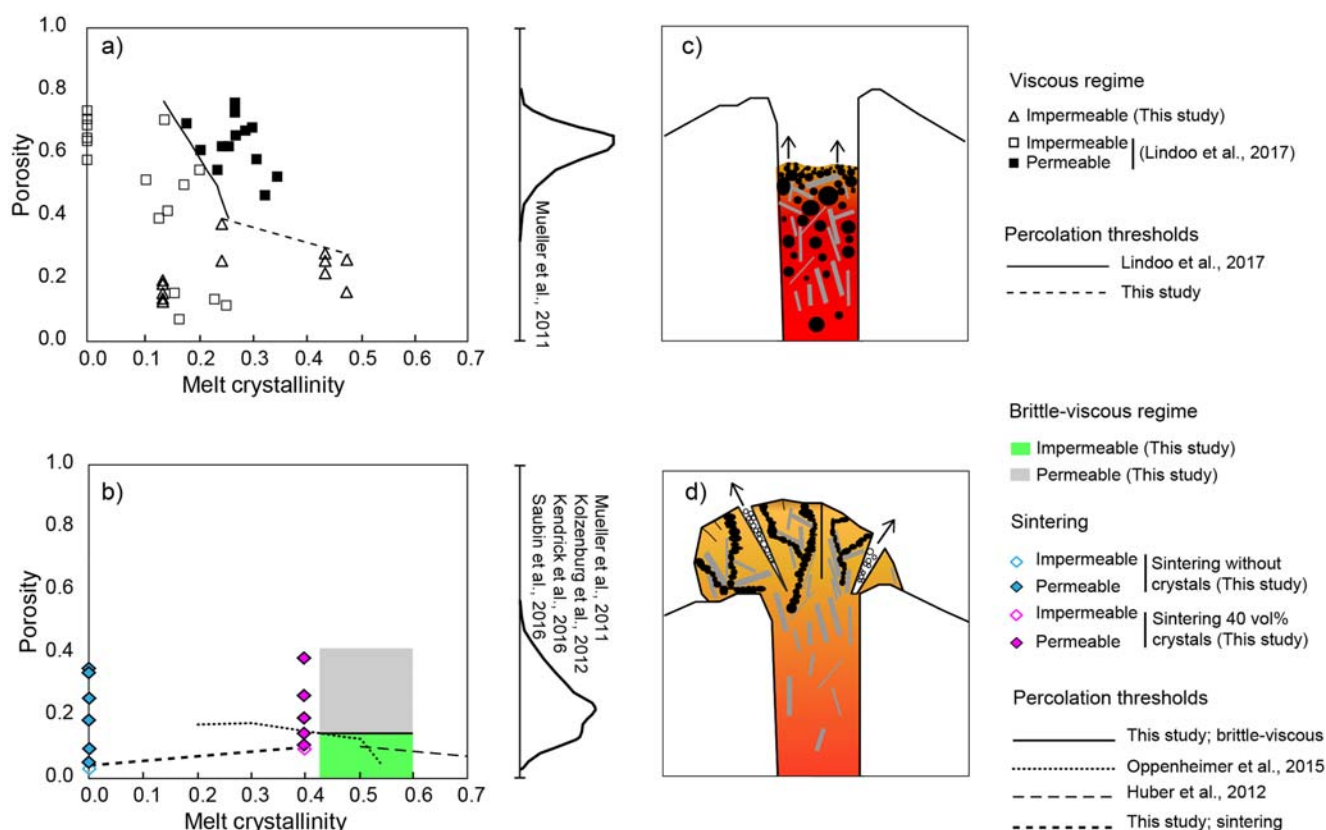 a)
1.0
0.8
0.6
0.4
0.2
0.0
Porosity
0.0 0.1 0.2 0.3 0.4 0.5 0.6 0.7
Melt crystallinity
Mueller et al., 2011
c)
Viscous regime
Impermeable (This study)
Impermeable
Permeable
(Lindoo et al., 2017)
Percolation thresholds
Lindoo et al., 2017
This study
b)
1.0
0.8
0.6
0.4
0.2
0.0
Porosity
0.0 0.1 0.2 0.3 0.4 0.5 0.6 0.7
Melt crystallinity
Mueller et al., 2011
Kolzenburg et al., 2012
Kendrick et al., 2016
Saubin et al., 2016
d)
Brittle-viscous regime
Impermeable (This study)
Permeable (This study)
Sintering
Impermeable
Permeable
Sintering without
crystals (This study)
Impermeable
Permeable
Sintering 40 vol%
crystals (This study)
Percolation thresholds
This study; brittle-viscous
Oppenheimer et al., 2015
Huber et al., 2012
This study; sintering